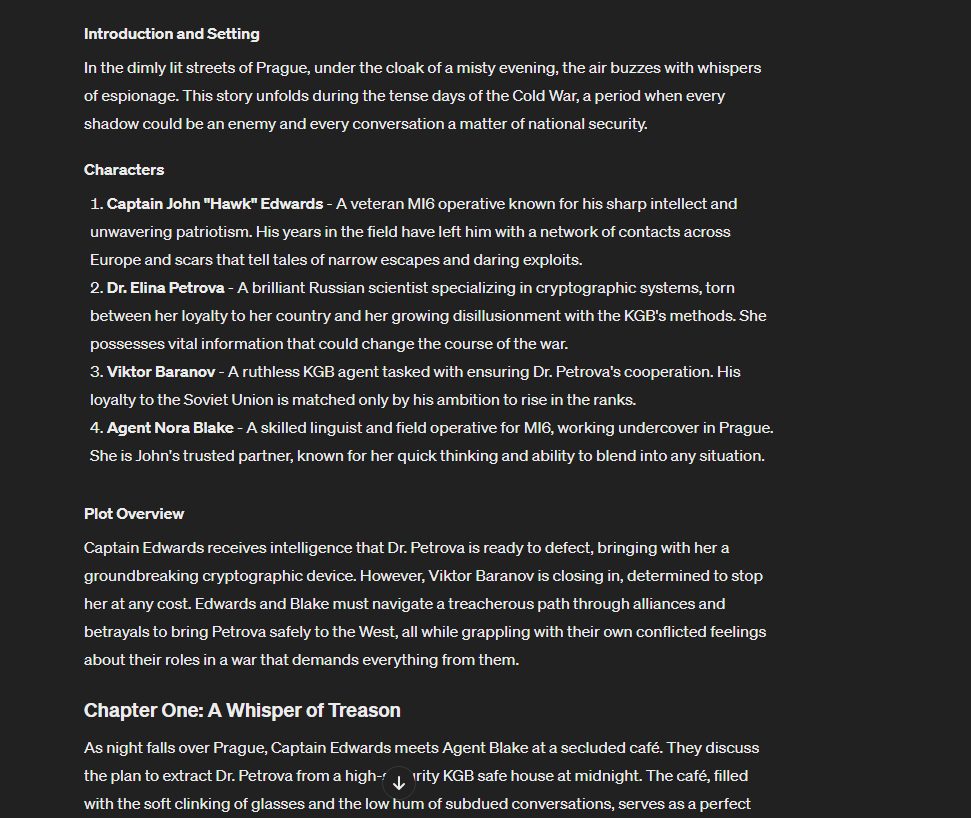 Introduction and Setting
In the dimly lit streets of Prague, under the cloak of a misty evening, the air buzzes with whispers
of espionage. This story unfolds during the tense days of the Cold War, a period when every
shadow could be an enemy and every conversation a matter of national security.
Characters
1. Captain John "Hawk" Edwards - A veteran MI6 operative known for his sharp intellect and
unwavering patriotism. His years in the field have left him with a network of contacts across
Europe and scars that tell tales of narrow escapes and daring exploits.
2. Dr. Elina Petrova - A brilliant Russian scientist specializing in cryptographic systems, torn
between her loyalty to her country and her growing disillusionment with the KGB's methods. She
possesses vital information that could change the course of the war.
3. Viktor Baranov - A ruthless KGB agent tasked with ensuring Dr. Petrova's cooperation. His
loyalty to the Soviet Union is matched only by his ambition to rise in the ranks.
4. Agent Nora Blake - A skilled linguist and field operative for MI6, working undercover in Prague.
She is John's trusted partner, known for her quick thinking and ability to blend into any situation.
Plot Overview
Captain Edwards receives intelligence that Dr. Petrova is ready to defect, bringing with her a
groundbreaking cryptographic device. However, Viktor Baranov is closing in, determined to stop
her at any cost. Edwards and Blake must navigate a treacherous path through alliances and
betrayals to bring Petrova safely to the West, all while grappling with their own conflicted feelings
about their roles in a war that demands everything from them.
Chapter One: A Whisper of Treason
As night falls over Prague, Captain Edwards meets Agent Blake at a secluded café. They discuss
the plan to extract Dr. Petrova from a high-security KGB safe house at midnight. The café, filled
with the soft clinking of glasses and the low hum of subdued conversations, serves as a perfect